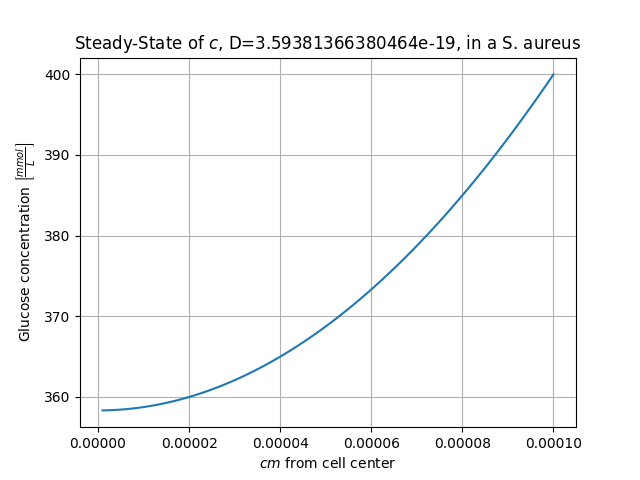 Steady-State of c, D=3.59381366380464e-19, in a S. aureus
Glucose concentration [mmol/L]
400
390
380
370
360
0.00000 0.00002 0.00004 0.00006 0.00008 0.00010
cm from cell center